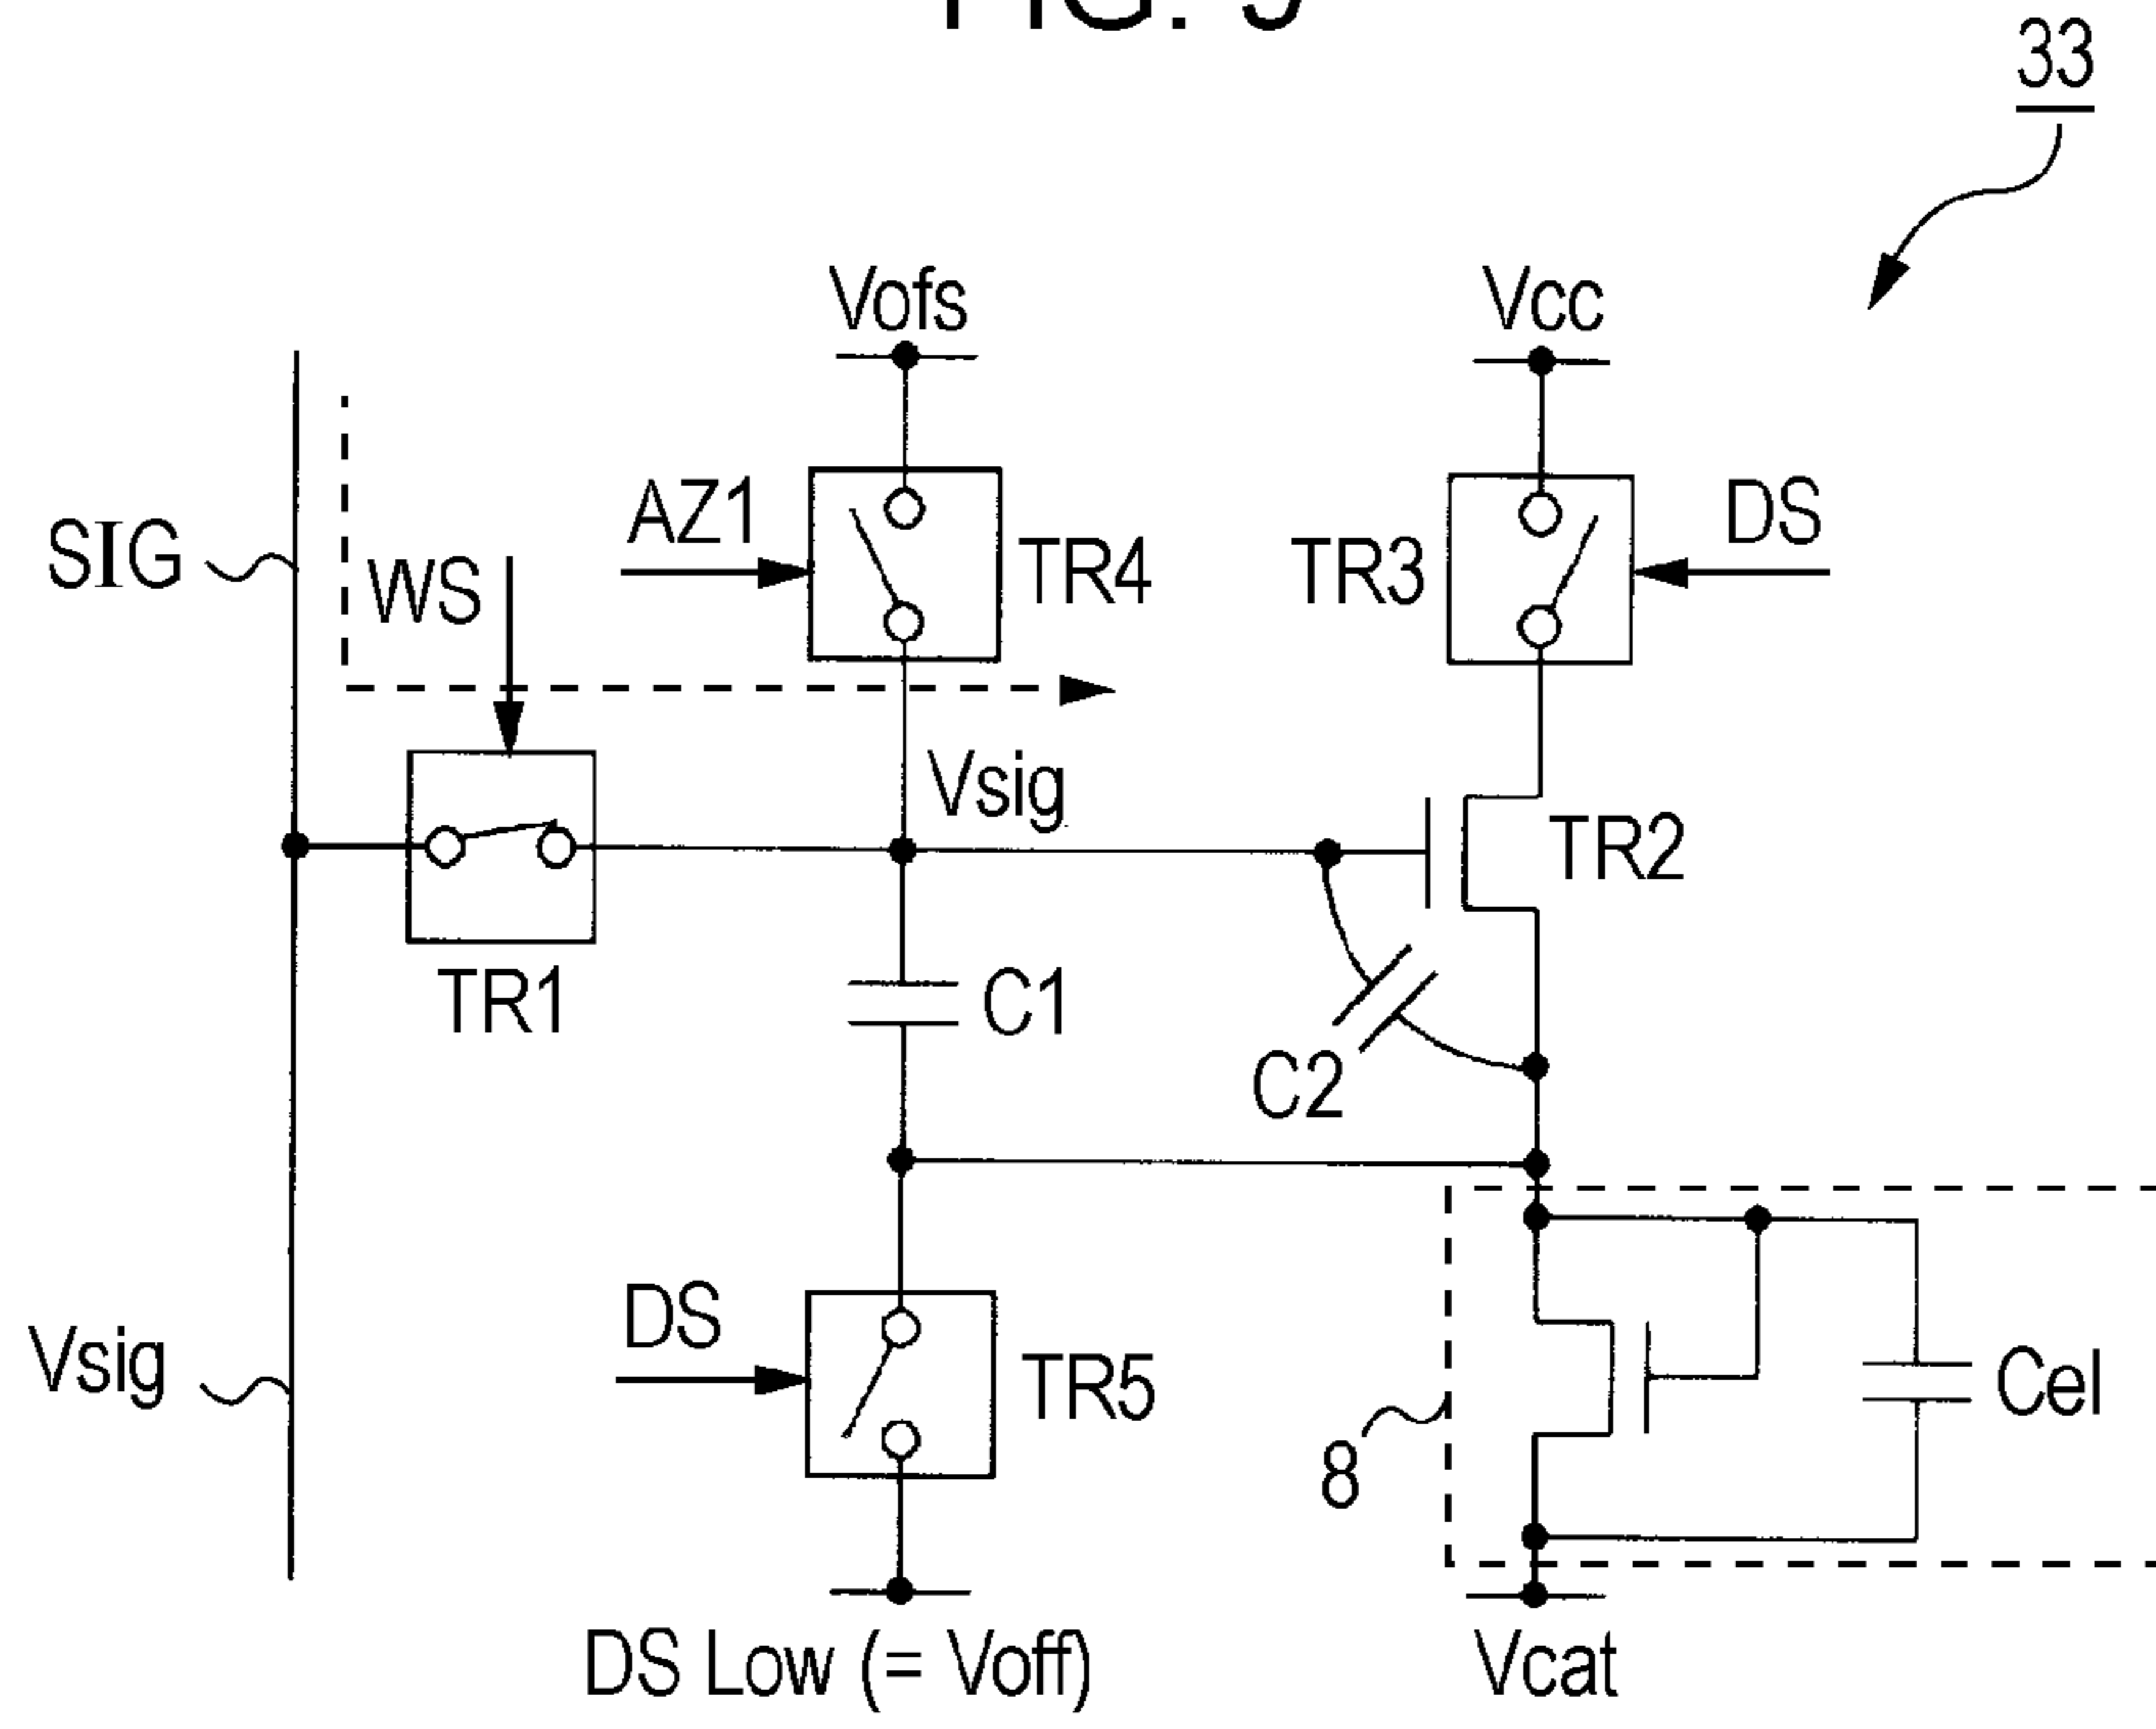 33
Vofs
Vcc
AZ1
DS
SIG
WS
TR4
TR3
Vsig
TR2
TR1
C1
C2
DS
Vsig
TR5
8
Cel
DS Low (= Voff)
Vcat